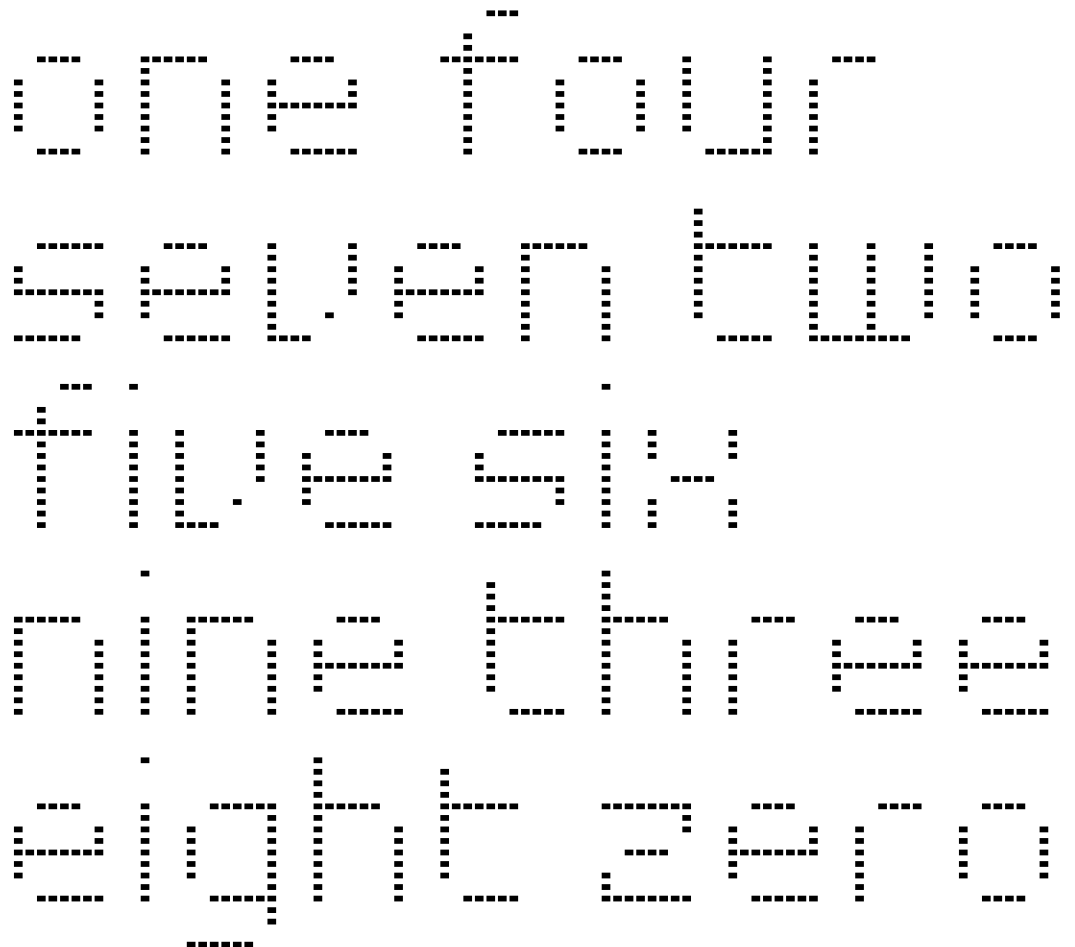 one four
seven two
five six
nine three
eight zero